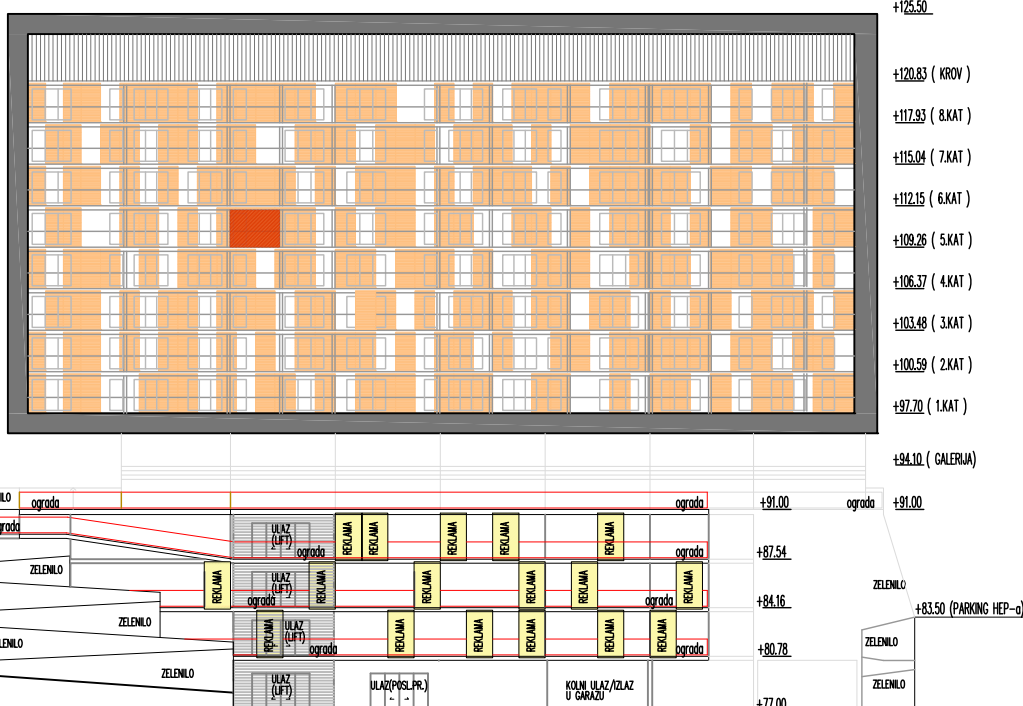 +125.50
+120.83 ( KROV )
+117.93 ( 8.KAT )
+115.04 ( 7.KAT )
+112.15 ( 6.KAT )
+109.26 ( 5.KAT )
+106.37 ( 4.KAT )
+103.48 ( 3.KAT )
+100.59 ( 2.KAT )
+97.70 ( 1.KAT )
+94.10 ( GALERIJA)
ILO
ograda
ograda
+91.00
ograda
+91.00
grada
ULAZ
(LIFT)
ograda
REKLAMA
REKLAMA
REKLAMA
REKLAMA
REKLAMA
ograda
+87.54
ZELENILO
REKLAMA
ULAZ
(LIFT)
ograda
REKLAMA
REKLAMA
REKLAMA
REKLAMA
ograda
REKLAMA
+84.16
ZELENILO
+83.50 (PARKING HEP-a)
ZELENILO
REKLAMA
ULAZ
(LIFT)
ograda
REKLAMA
REKLAMA
REKLAMA
REKLAMA
ograda
+80.78
ZELENILO
ELENILO
ZELENILO
ULAZ
(LIFT)
ULAZ(POSL.PR.)
KOLNI ULAZ/IZLAZ
U GARAZU
+77.00
ZELENILO